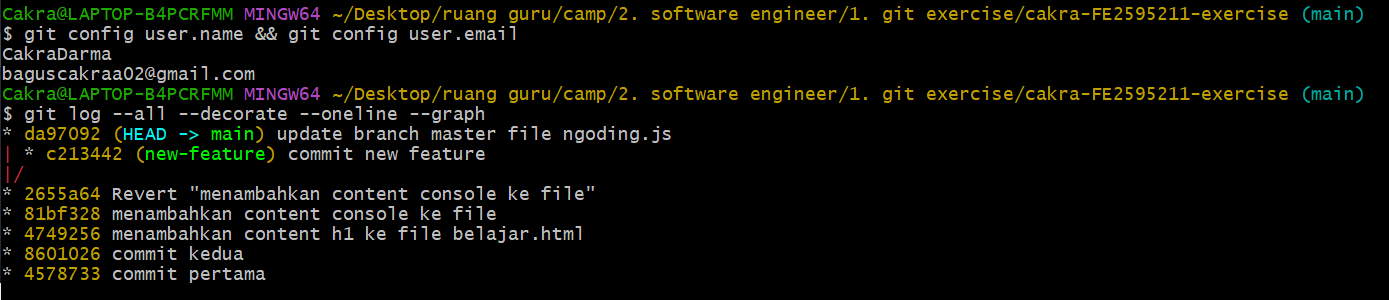 Cakra@LAPTOP-B4PCRFMM MINGW64 ~/Desktop/ruang guru/camp/2. software engineer/1. git exercise/cakra-FE2595211-exercise (main)
$ git config user.name && git config user.email
CakraDarma
baguscakraa02@gmail.com
Cakra@LAPTOP-B4PCRFMM MINGW64 ~/Desktop/ruang guru/camp/2. software engineer/1. git exercise/cakra-FE2595211-exercise (main)
$ git log --all --decorate --oneline --graph
* da97092 (HEAD -> main) update branch master file ngoding.js
| * c213442 (new-feature) commit new feature
|/
* 2655a64 Revert "menambahkan content console ke file"
* 81bf328 menambahkan content console ke file
* 4749256 menambahkan content h1 ke file belajar.html
* 8601026 commit kedua
* 4578733 commit pertama